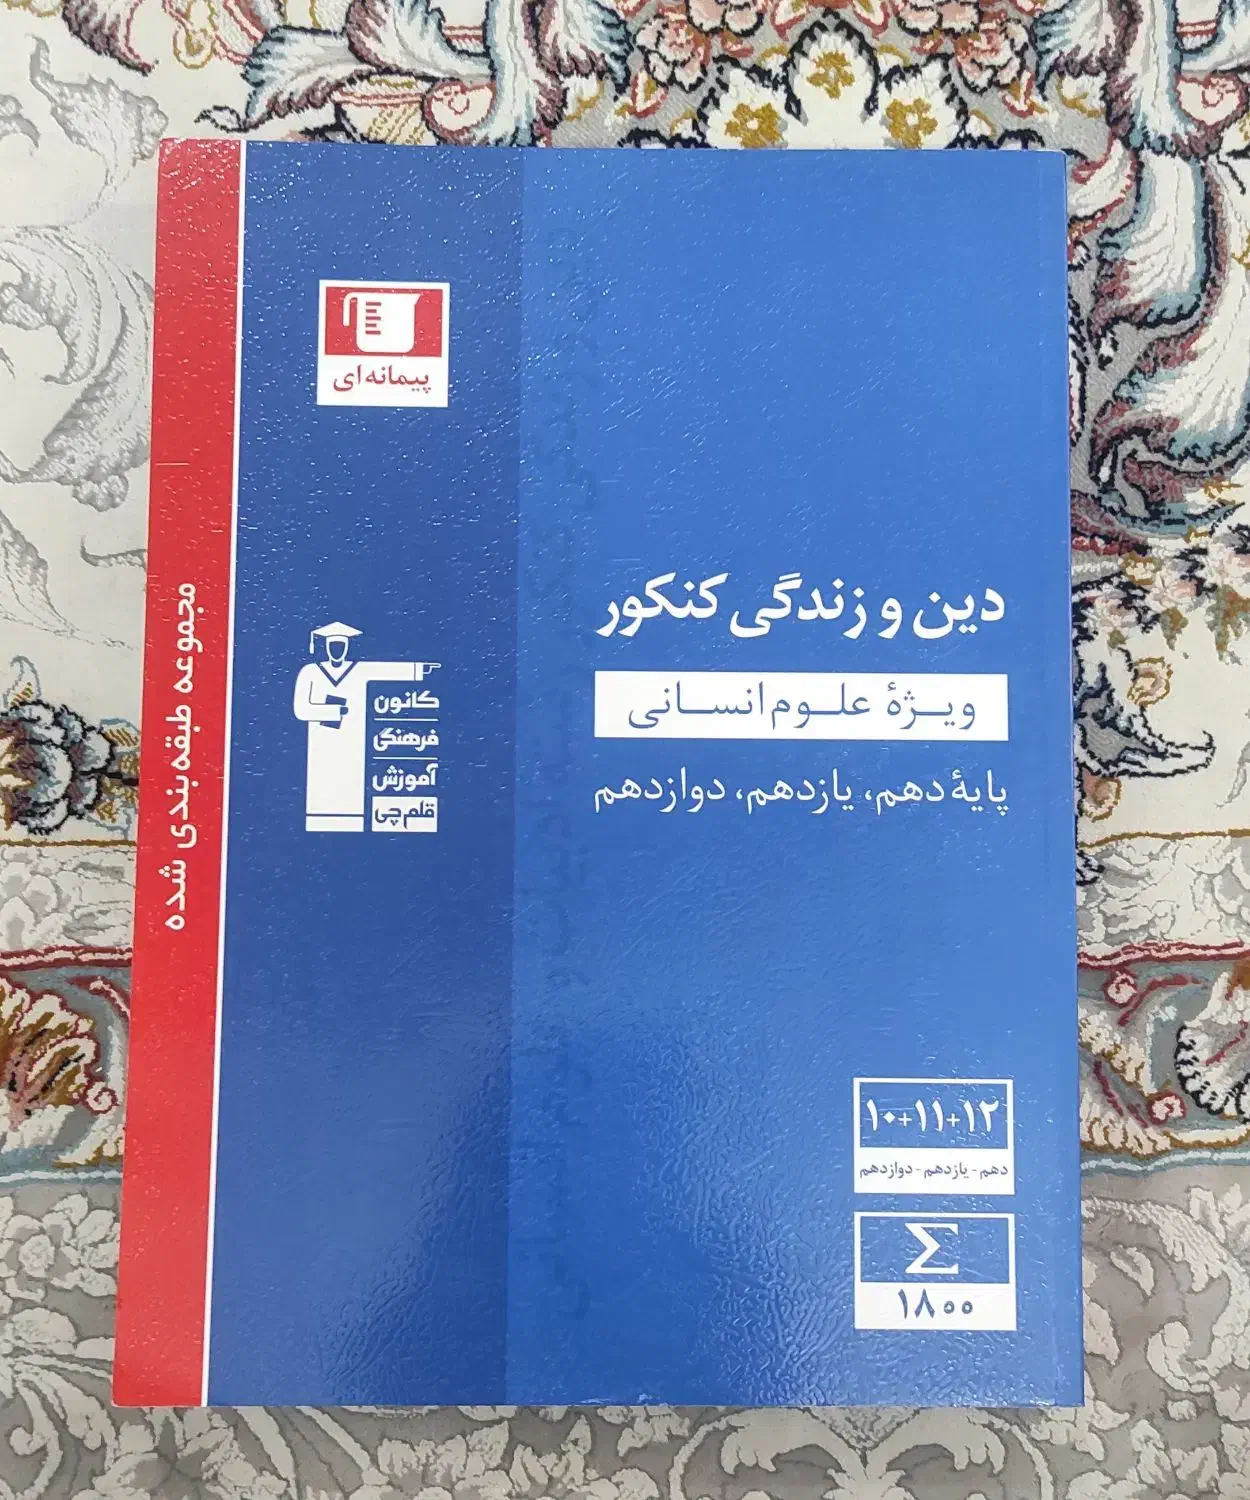 پیمانه‌ای
دین و زندگی کنکور
ویژهٔ علوم انسانی
پایهٔ دهم، یازدهم، دوازدهم
کانون
فرهنگی
آموزش
قلم‌چی
مجموعه طبقه‌بندی شده
۱۰+۱۱+۱۲
دهم - یازدهم - دوازدهم
Σ
۱۸۰۰